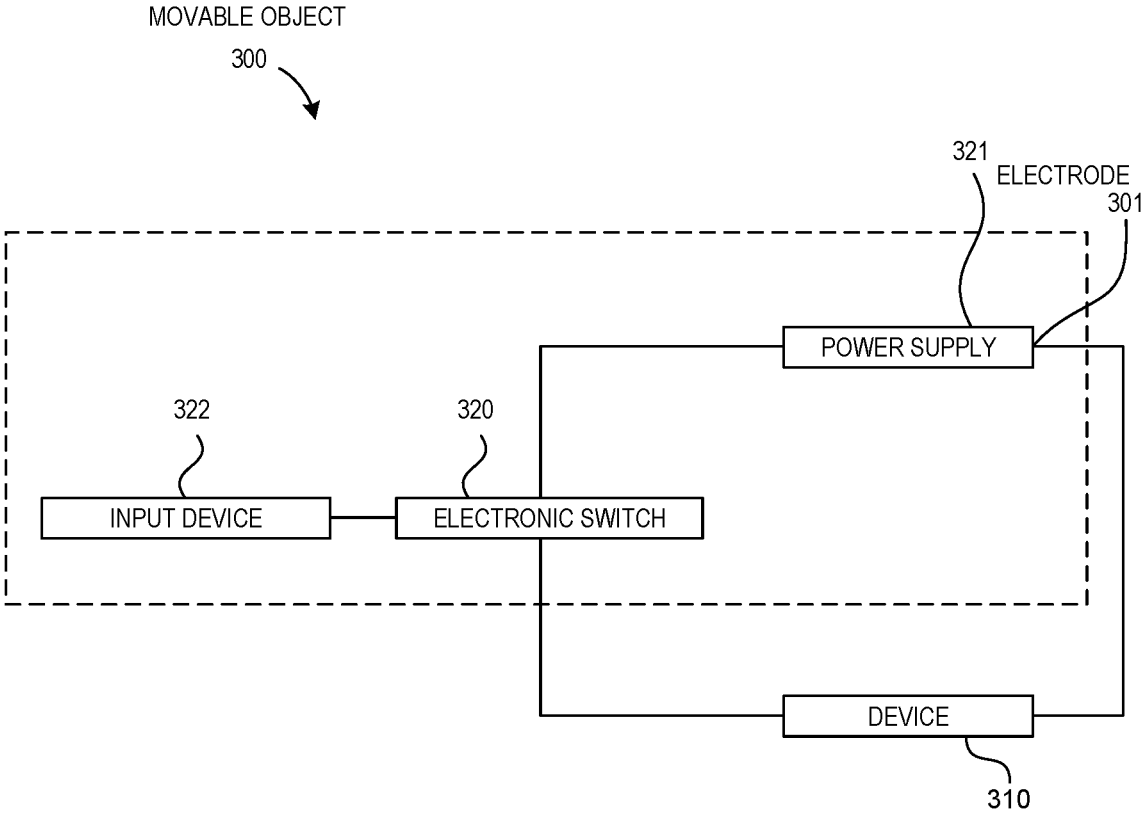 MOVABLE OBJECT
300
321
ELECTRODE
301
POWER SUPPLY
322
320
INPUT DEVICE
ELECTRONIC SWITCH
DEVICE
310